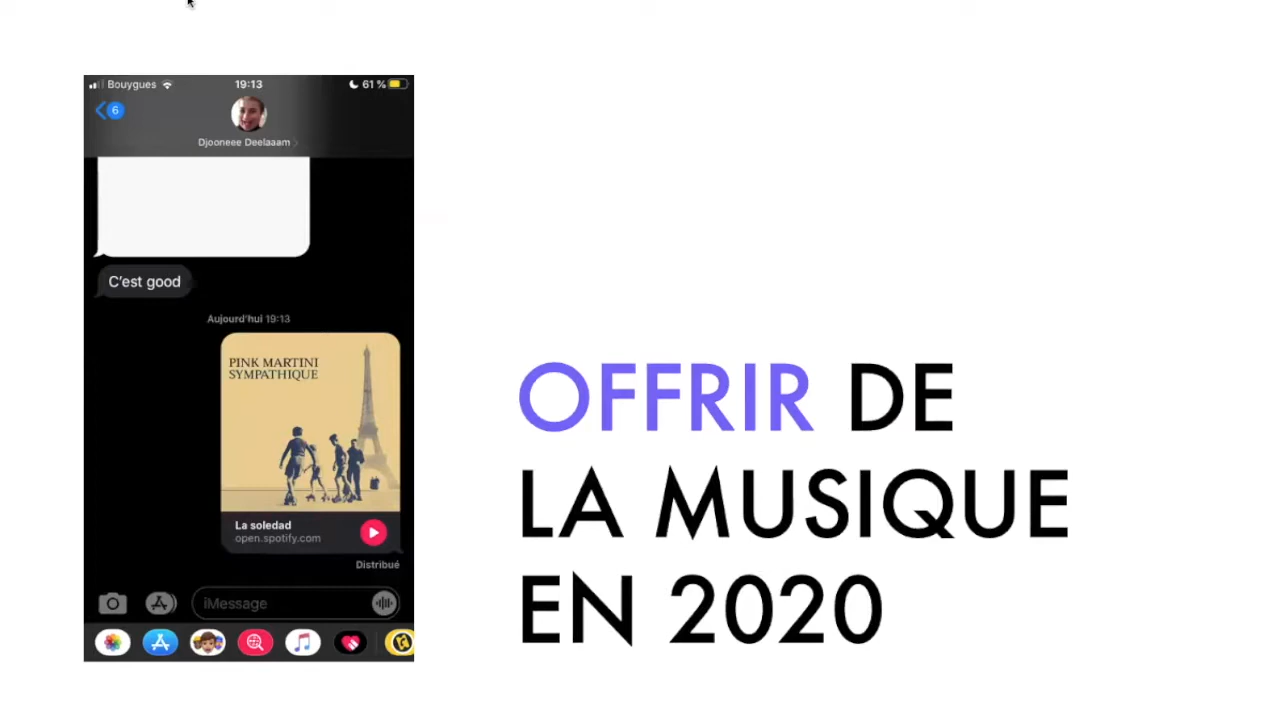 Bouygues
19:13
61 %
6
Djooneee Deelaaam
C'est good
Aujourd'hui 19:13
PINK MARTINI
SYMPATHIQUE
La soledad
open.spotify.com
Distribué
iMessage
OFFRIR DE
LA MUSIQUE
EN 2020